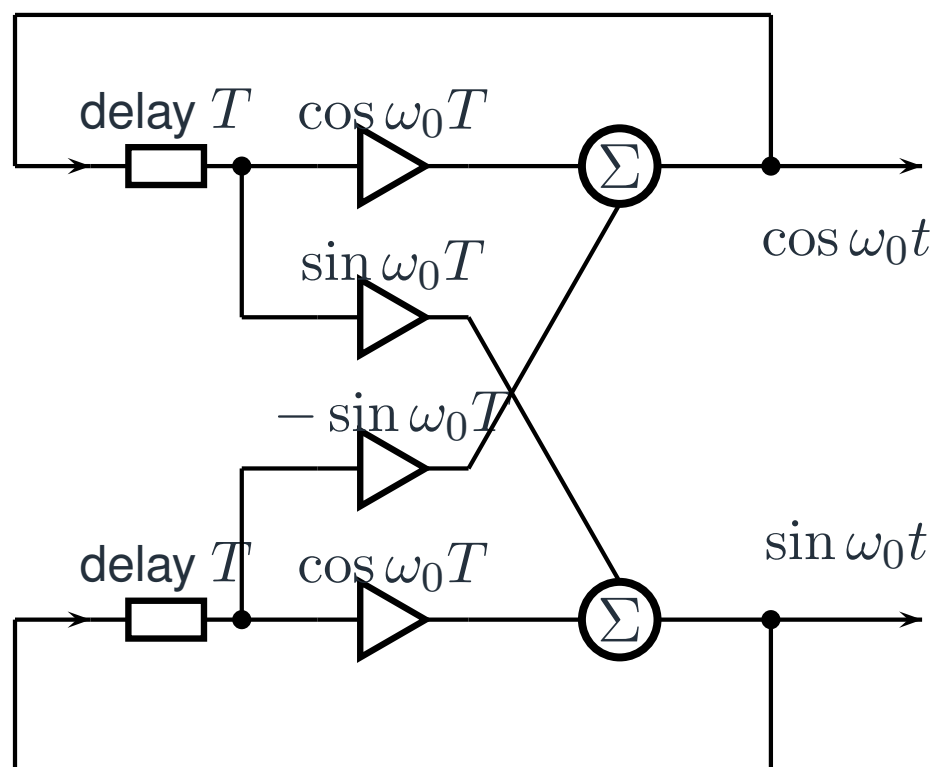 delay T
cos ω₀T
Σ
cos ω₀t
sin ω₀T
− sin ω₀T
delay T
cos ω₀T
Σ
sin ω₀t